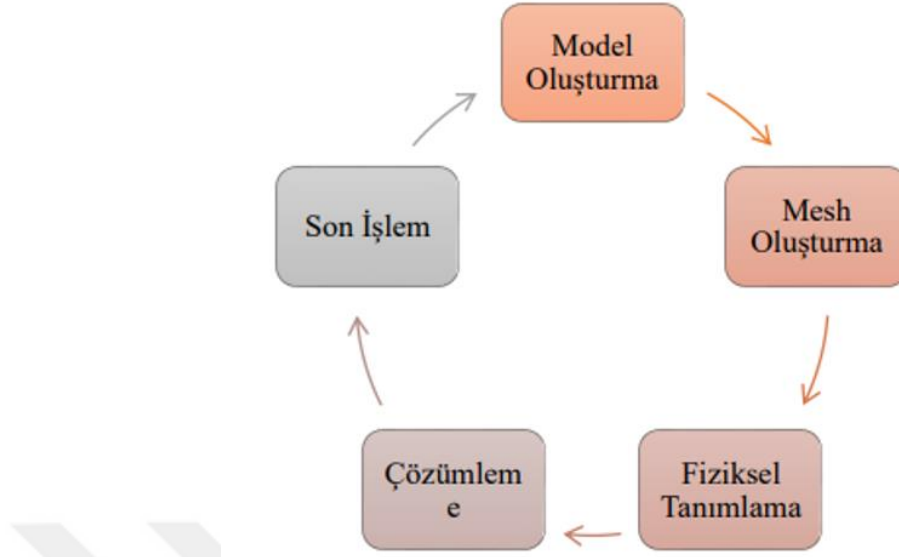 Model
Oluşturma
Mesh
Oluşturma
Fiziksel
Tanımlama
Çözümlem
e
Son İşlem